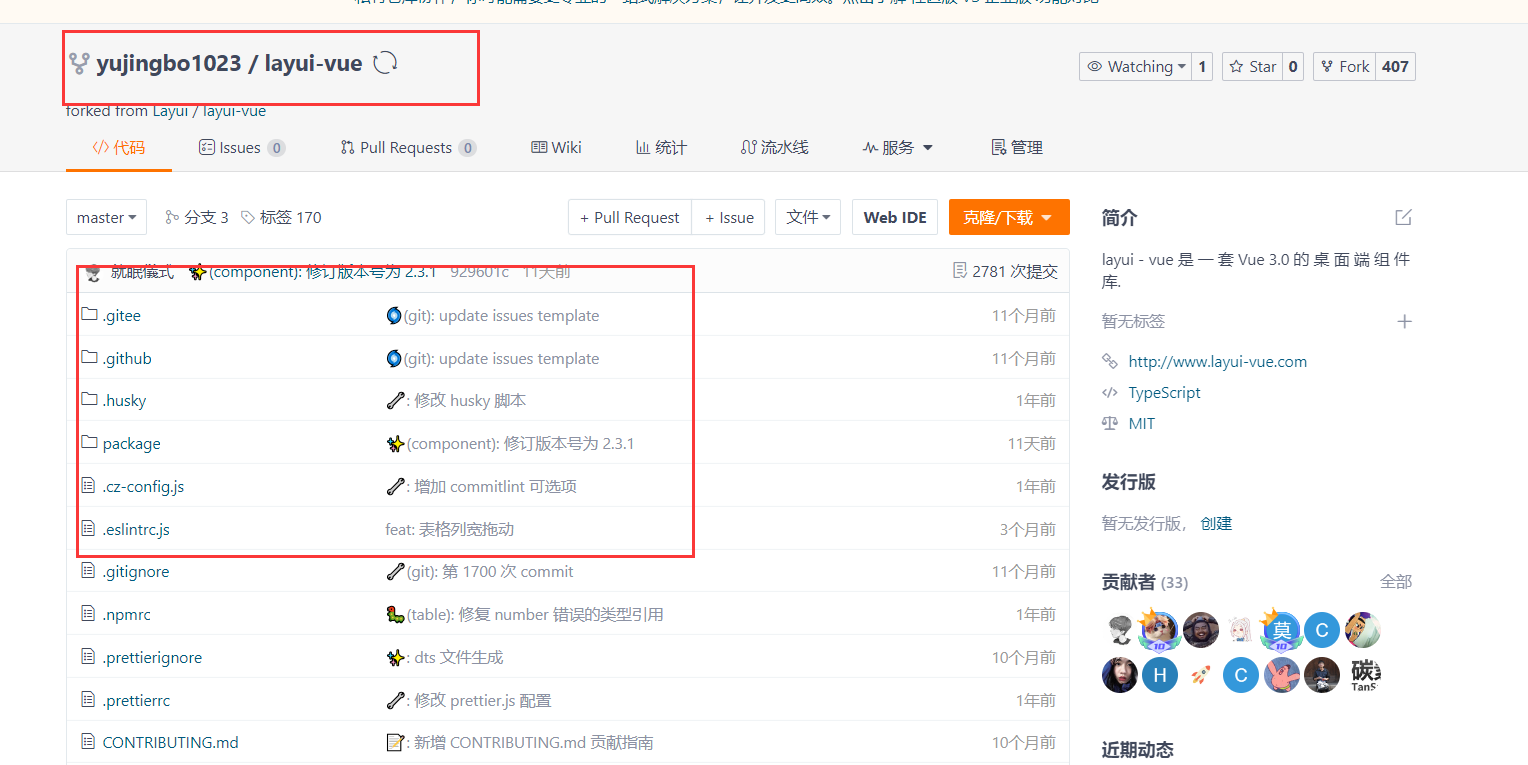 yujingbo1023 / layui-vue
Watching 1 Star 0 Fork 407
forked from Layui / layui-vue
代码 Issues 0 Pull Requests 0 Wiki 统计 流水线 服务 管理
master 分支 3 标签 170 + Pull Request + Issue 文件 Web IDE 克隆/下载
就眠儀式 (component): 修订版本号为 2.3.1 929601c 11天前 2781 次提交
.gitee (git): update issues template 11个月前
.github (git): update issues template 11个月前
.husky : 修改 husky 脚本 1年前
package (component): 修订版本号为 2.3.1 11天前
.cz-config.js : 增加 commitlint 可选项 1年前
.eslintrc.js feat: 表格列宽拖动 3个月前
.gitignore (git): 第 1700 次 commit 11个月前
.npmrc (table): 修复 number 错误的类型引用 1年前
.prettierignore : dts 文件生成 10个月前
.prettierrc : 修改 prettier.js 配置 1年前
CONTRIBUTING.md : 新增 CONTRIBUTING.md 贡献指南 10个月前
简介
layui - vue 是 一 套 Vue 3.0 的 桌 面 端 组 件
库.
暂无标签
http://www.layui-vue.com
TypeScript
MIT
发行版
暂无发行版， 创建
贡献者 (33) 全部
10 莫 10 C
H C 碳
TanS
近期动态